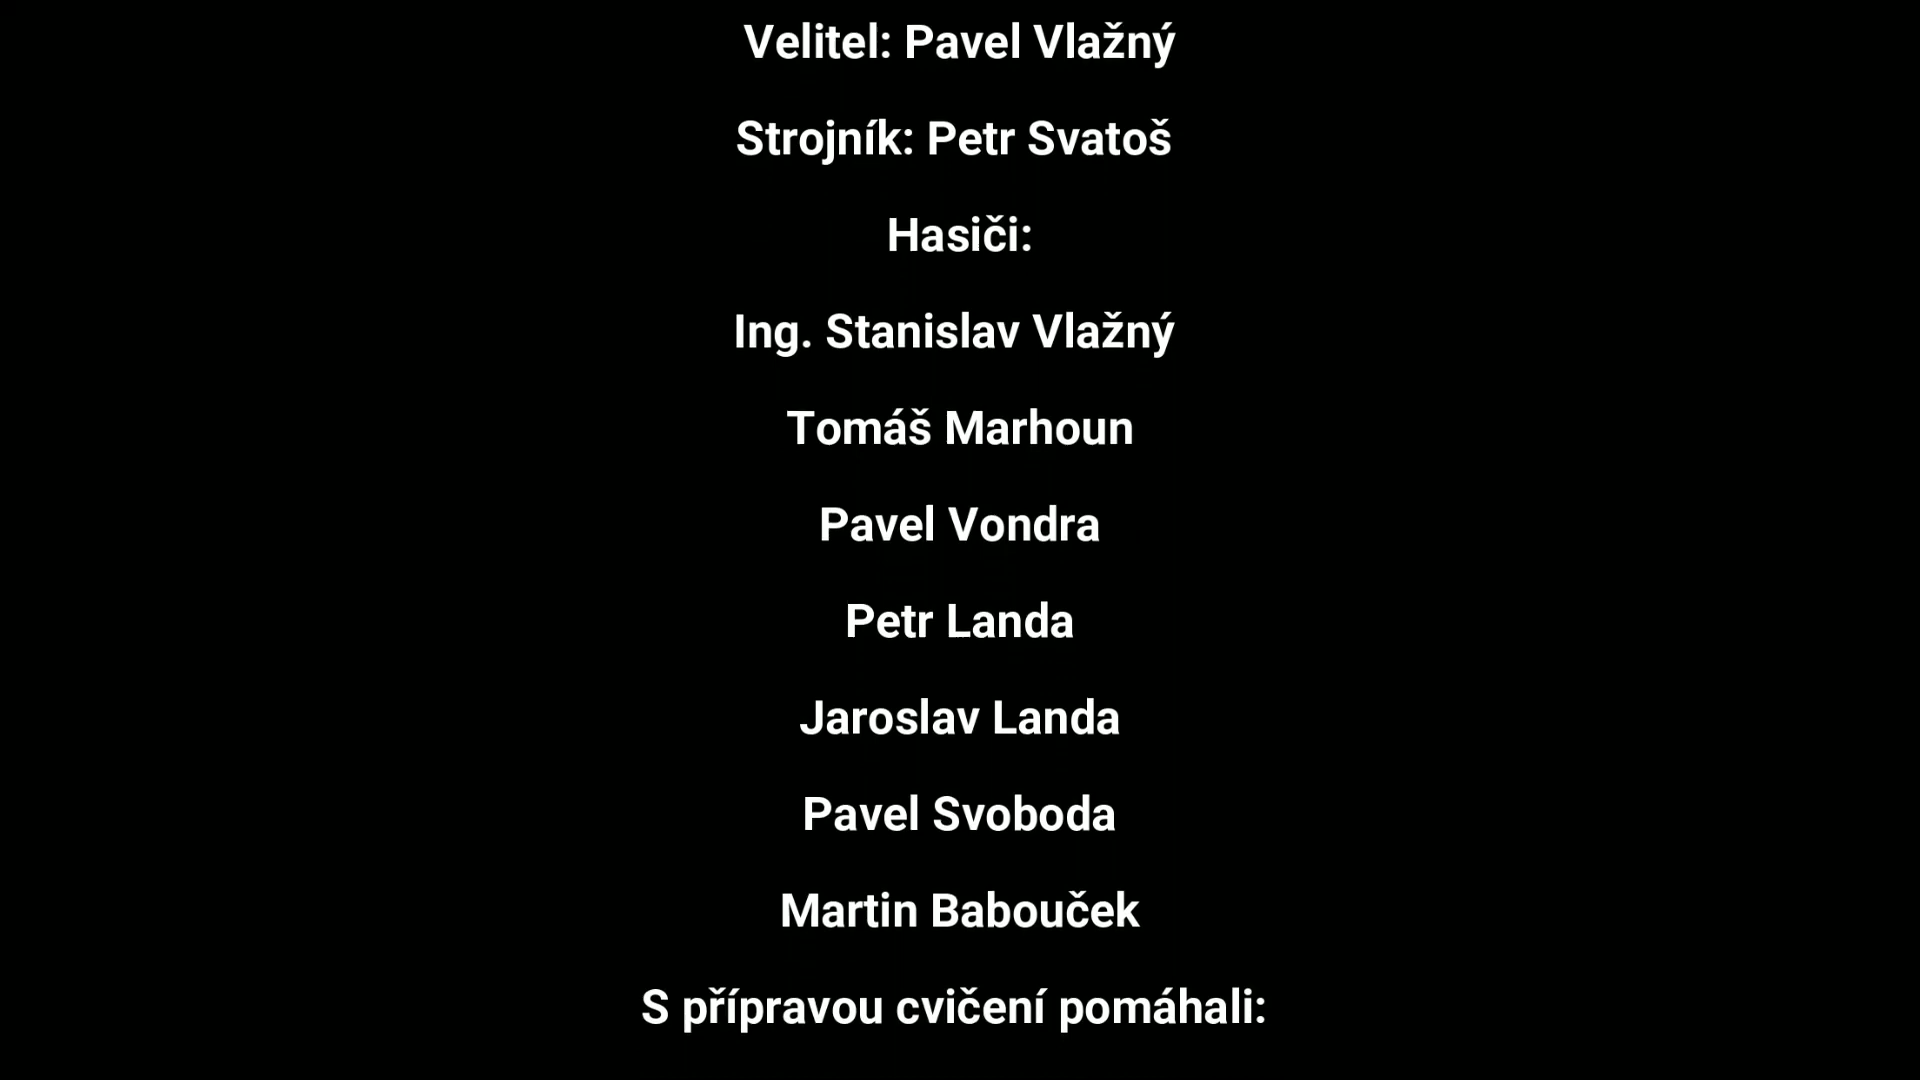 Velitel: Pavel Vlažný
Strojník: Petr Svatoš
Hasiči:
Ing. Stanislav Vlažný
Tomáš Marhoun
Pavel Vondra
Petr Landa
Jaroslav Landa
Pavel Svoboda
Martin Babouček
S přípravou cvičení pomáhali: